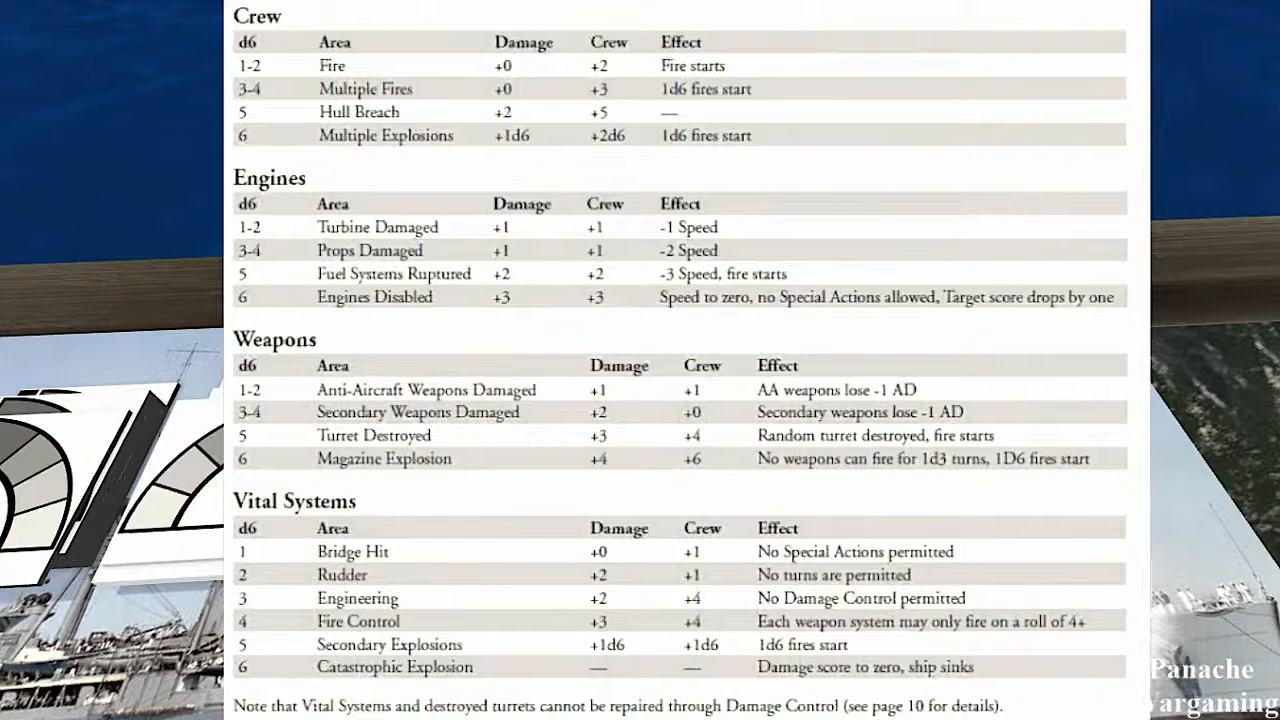 Crew
d6 Area Damage Crew Effect
1-2 Fire +0 +2 Fire starts
3-4 Multiple Fires +0 +3 1d6 fires start
5 Hull Breach +2 +5 —
6 Multiple Explosions +1d6 +2d6 1d6 fires start
Engines
d6 Area Damage Crew Effect
1-2 Turbine Damaged +1 +1 -1 Speed
3-4 Props Damaged +1 +1 -2 Speed
5 Fuel Systems Ruptured +2 +2 -3 Speed, fire starts
6 Engines Disabled +3 +3 Speed to zero, no Special Actions allowed, Target score drops by one
Weapons
d6 Area Damage Crew Effect
1-2 Anti-Aircraft Weapons Damaged +1 +1 AA weapons lose -1 AD
3-4 Secondary Weapons Damaged +2 +0 Secondary weapons lose -1 AD
5 Turret Destroyed +3 +4 Random turret destroyed, fire starts
6 Magazine Explosion +4 +6 No weapons can fire for 1d3 turns, 1D6 fires start
Vital Systems
d6 Area Damage Crew Effect
1 Bridge Hit +0 +1 No Special Actions permitted
2 Rudder +2 +1 No turns are permitted
3 Engineering +2 +4 No Damage Control permitted
4 Fire Control +3 +4 Each weapon system may only fire on a roll of 4+
5 Secondary Explosions +1d6 +1d6 1d6 fires start
6 Catastrophic Explosion — — Damage score to zero, ship sinks
Note that Vital Systems and destroyed turrets cannot be repaired through Damage Control (see page 10 for details).
Panache
Wargaming